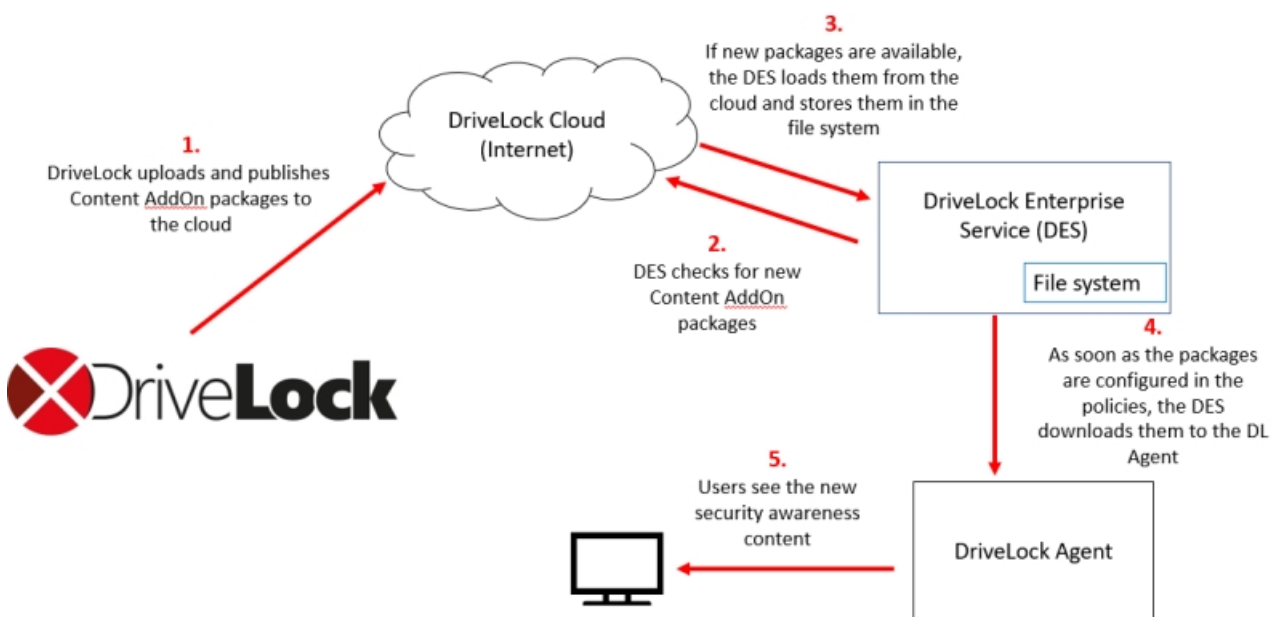 1.
DriveLock uploads and publishes
Content AddOn packages to
the cloud
DriveLock Cloud
(Internet)
3.
If new packages are available,
the DES loads them from the
cloud and stores them in the
file system
2.
DES checks for new
Content AddOn
packages
DriveLock Enterprise
Service (DES)
File system
DriveLock
4.
As soon as the packages
are configured in the
policies, the DES
downloads them to the DL
Agent
5.
Users see the new
security awareness
content
DriveLock Agent